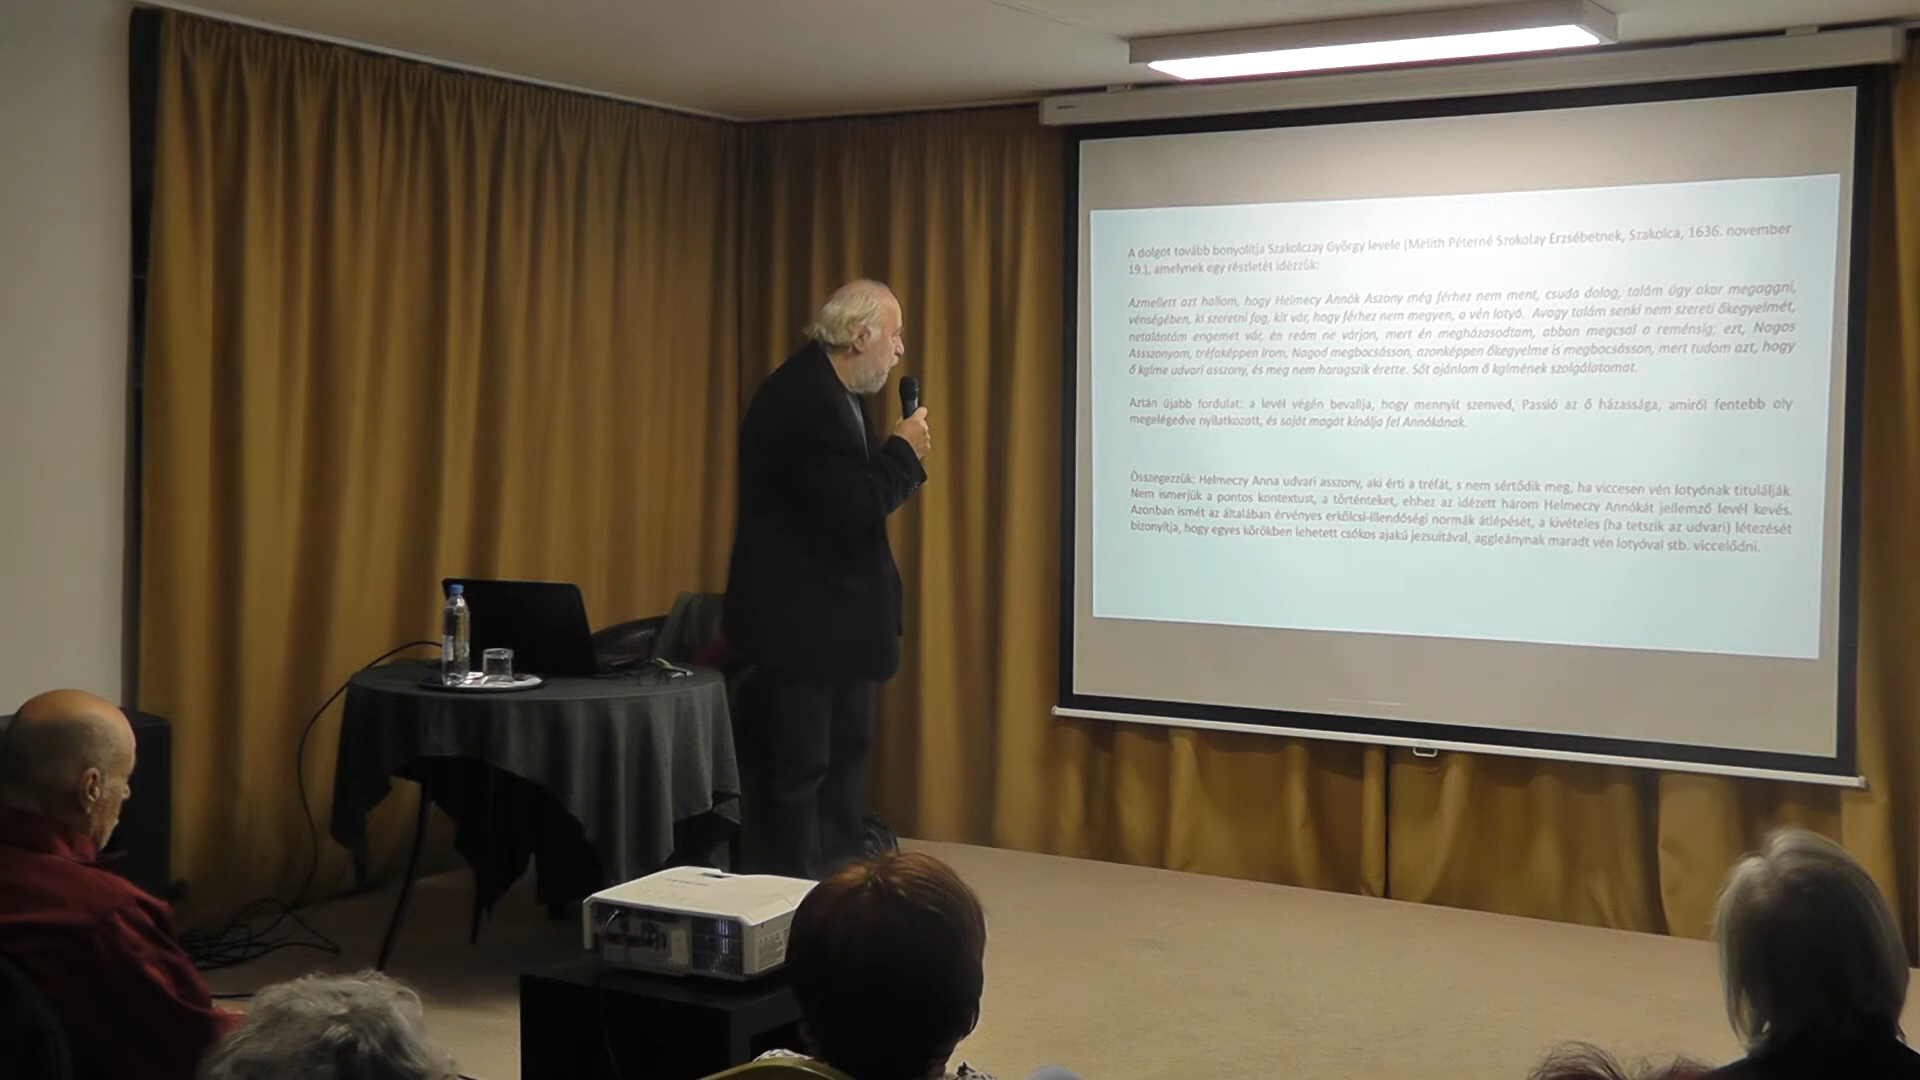 A dolgot tovább bonyolítja Szakolczay György levele (Melith Péterné Szokolay Erzsébetnek, Szakolca, 1636. november
19.), amelynek egy részletét idézzük:
Azmellett azt hallom, hogy Helmecy Annók Aszony még férhez nem ment, csuda dolog, talám úgy akar megaggni,
vénségében, ki szeretni fog, kit vár, hogy férhez nem megyen, a vén lotyó. Avagy talám senki nem szereti őkegyelmét,
netalántám engemet vár, én reám ne várjon, mert én megházasodtam, abban megcsal a reménsíg; ezt, Nagos
Assszonyom, tréfaképpen írom, Nagod megbocsásson, azonképpen őkegyelme is megbocsásson, mert tudom azt, hogy
ő kglme udvari asszony, és meg nem haragszik érette. Sőt ajánlom ő kglmének szolgálatomat.
Aztán újabb fordulat: a levél végén bevallja, hogy mennyit szenved, Passió az ő házassága, amiről fentebb oly
megelégedve nyilatkozott, és saját magát kínálja fel Annókának.
Összegezzük: Helmeczy Anna udvari asszony, aki érti a tréfát, s nem sértődik meg, ha viccesen vén lotyónak titulálják.
Nem ismerjük a pontos kontextust, a történteket, ehhez az idézett három Helmeczy Annókát jellemző levél kevés.
Azonban ismét az általában érvényes erkölcsi-illendőségi normák átlépését, a kivételes (ha tetszik az udvari) létezését
bizonyítja, hogy egyes körökben lehetett csókos ajakú jezsuitával, aggleánynak maradt vén lotyóval stb. viccelődni.